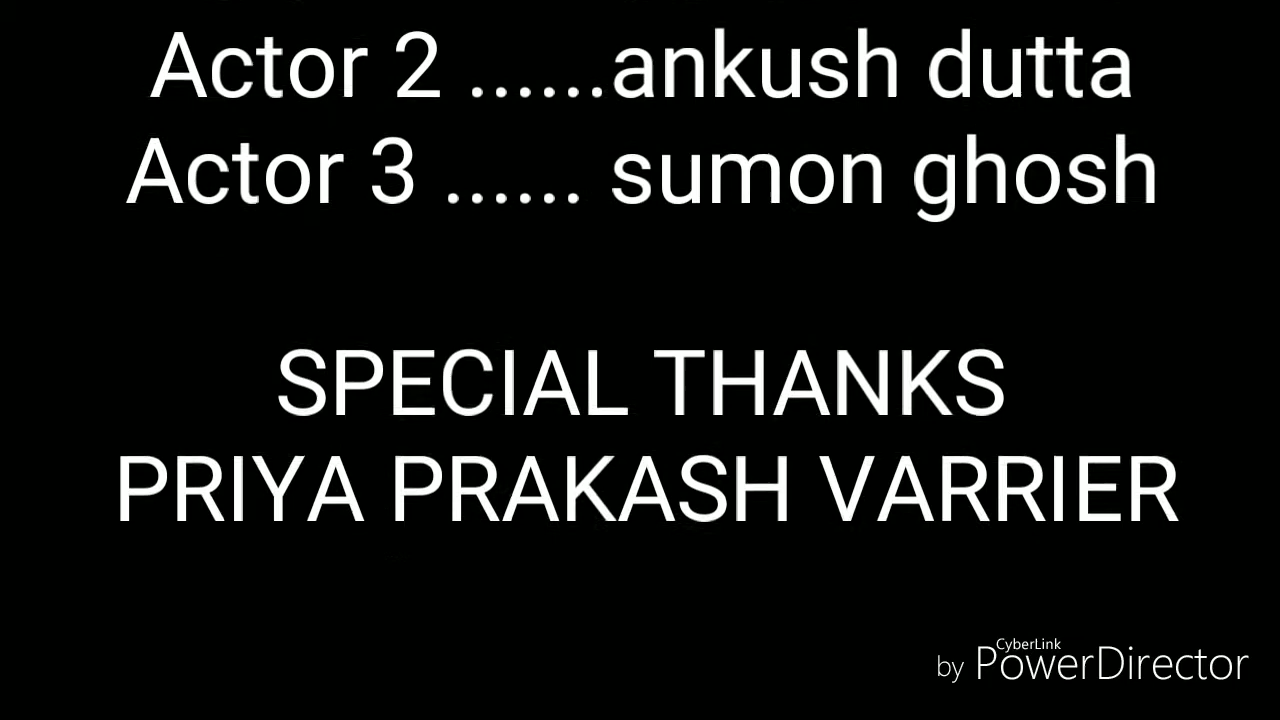 Actor 2 ......ankush dutta
Actor 3 ...... sumon ghosh
SPECIAL THANKS
PRIYA PRAKASH VARRIER
CyberLink
by PowerDirector